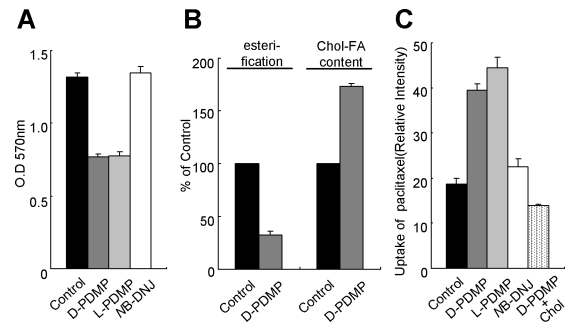 A
O.D 570nm
1.5
1.0
0.5
0
Control
D-PDMP
L-PDMP
NB-DNJ
B
% of Control
200
150
100
50
0
esteri-
fication
Chol-FA
content
Control
D-PDMP
Control
D-PDMP
C
Uptake of paclitaxel(Relative Intensity)
50
40
30
20
10
0
Control
D-PDMP
L-PDMP
NB-DNJ
D-PDMP
+
Chol